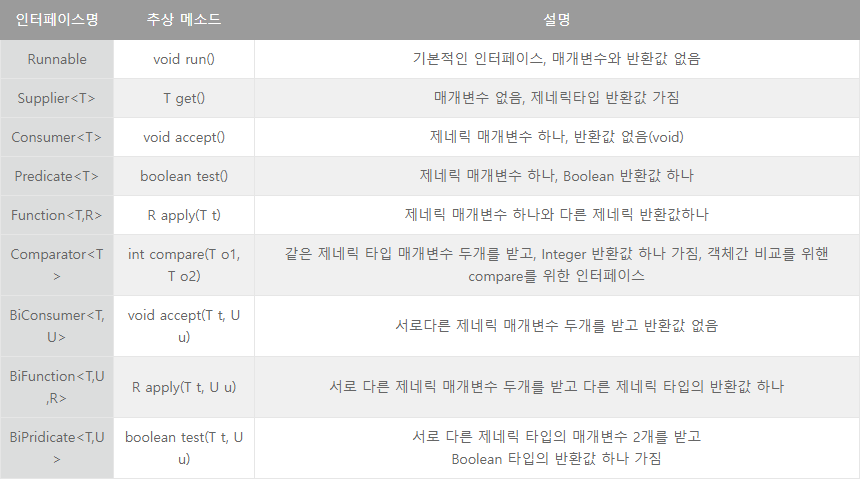 인터페이스명 추상 메소드 설명
Runnable void run() 기본적인 인터페이스, 매개변수와 반환값 없음
Supplier<T> T get() 매개변수 없음, 제네릭타입 반환값 가짐
Consumer<T> void accept() 제네릭 매개변수 하나, 반환값 없음(void)
Predicate<T> boolean test() 제네릭 매개변수 하나, Boolean 반환값 하나
Function<T,R> R apply(T t) 제네릭 매개변수 하나와 다른 제네릭 반환값하나
Comparator<T
>
int compare(T o1,
T o2)
같은 제네릭 타입 매개변수 두개를 받고, Integer 반환값 하나 가짐, 객체간 비교를 위핸
compare를 위한 인터페이스
BiConsumer<T,
U>
void accept(T t, U
u)
서로다른 제네릭 매개변수 두개를 받고 반환값 없음
BiFunction<T,U
,R>
R apply(T t, U u)
서로 다른 제네릭 매개변수 두개를 받고 다른 제네릭 타입의 반환값 하나
BiPridicate<T,U
>
boolean test(T t, U
u)
서로 다른 제네릭 타입의 매개변수 2개를 받고
Boolean 타입의 반환값 하나 가짐